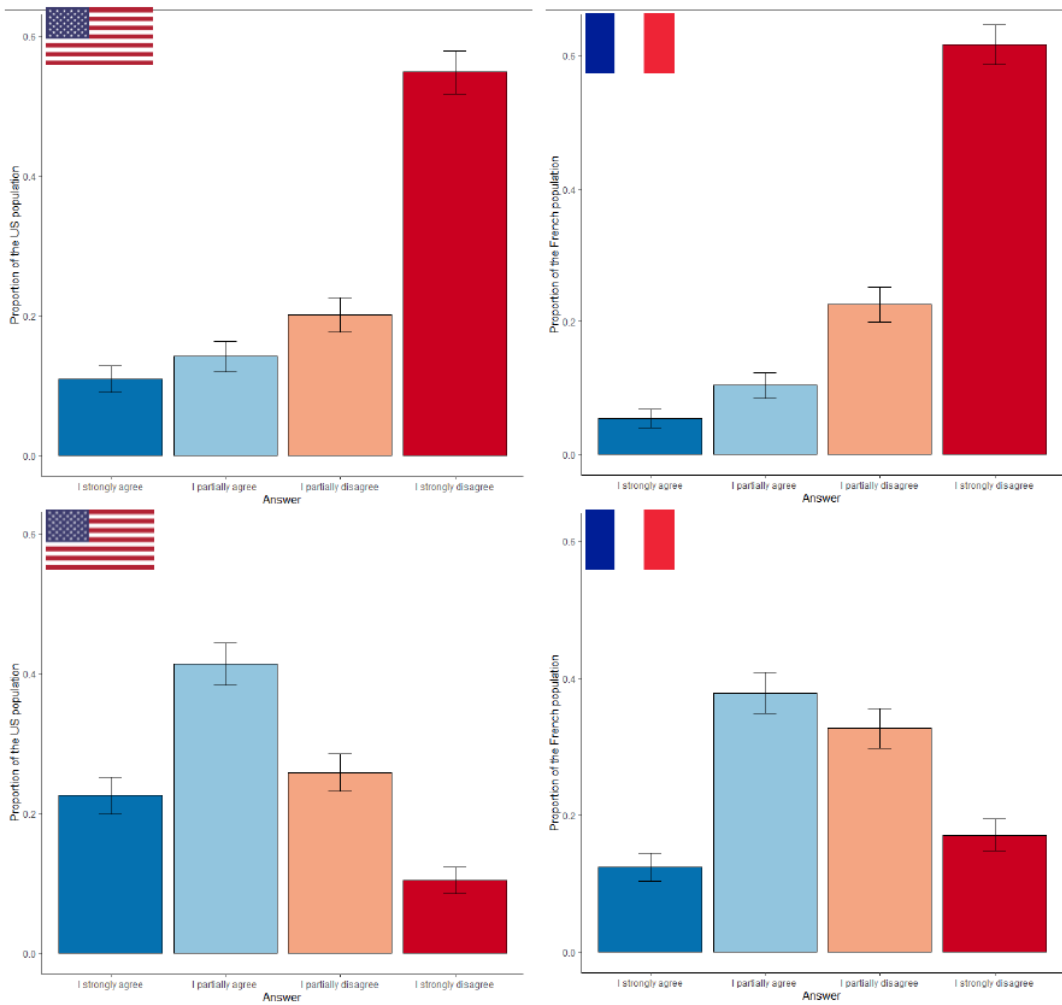 0.6
0.4
0.2
0.0
Proportion of the US population
I strongly agree
I partially agree
I partially disagree
I strongly disagree
Answer
0.6
0.4
0.2
0.0
Proportion of the French population
I strongly agree
I partially agree
I partially disagree
I strongly disagree
Answer
0.6
0.4
0.2
0.0
Proportion of the US population
I strongly agree
I partially agree
I partially disagree
I strongly disagree
Answer
0.6
0.4
0.2
0.0
Proportion of the French population
I strongly agree
I partially agree
I partially disagree
I strongly disagree
Answer